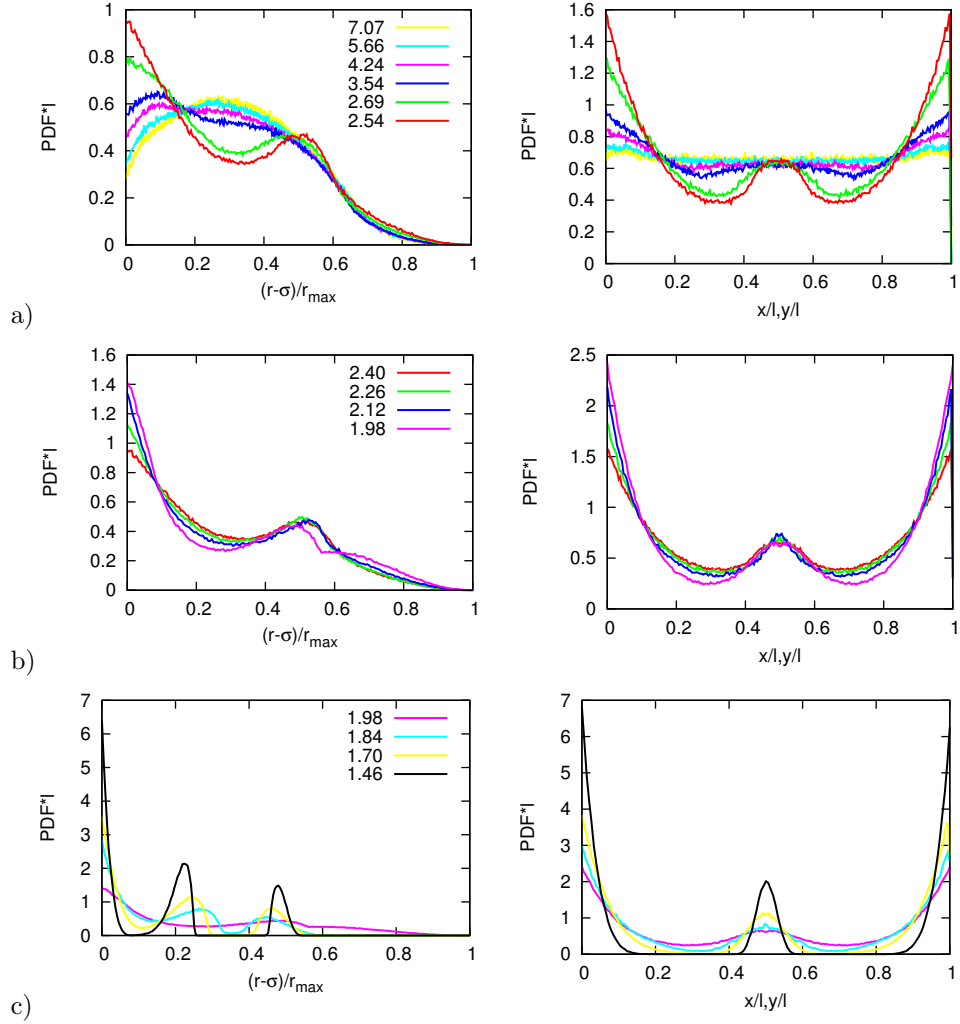 PDF*l
1
0.8
0.6
0.4
0.2
0
0 0.2 0.4 0.6 0.8 1
(r-σ)/r_max
7.07
5.66
4.24
3.54
2.69
2.54
PDF*l
1.6
1.4
1.2
1
0.8
0.6
0.4
0.2
0
0 0.2 0.4 0.6 0.8 1
x/l,y/l
a)
PDF*l
1.6
1.4
1.2
1
0.8
0.6
0.4
0.2
0
0 0.2 0.4 0.6 0.8 1
(r-σ)/r_max
2.40
2.26
2.12
1.98
PDF*l
2.5
2
1.5
1
0.5
0
0 0.2 0.4 0.6 0.8 1
x/l,y/l
b)
PDF*l
7
6
5
4
3
2
1
0
0 0.2 0.4 0.6 0.8 1
(r-σ)/r_max
1.98
1.84
1.70
1.46
PDF*l
7
6
5
4
3
2
1
0
0 0.2 0.4 0.6 0.8 1
x/l,y/l
c)